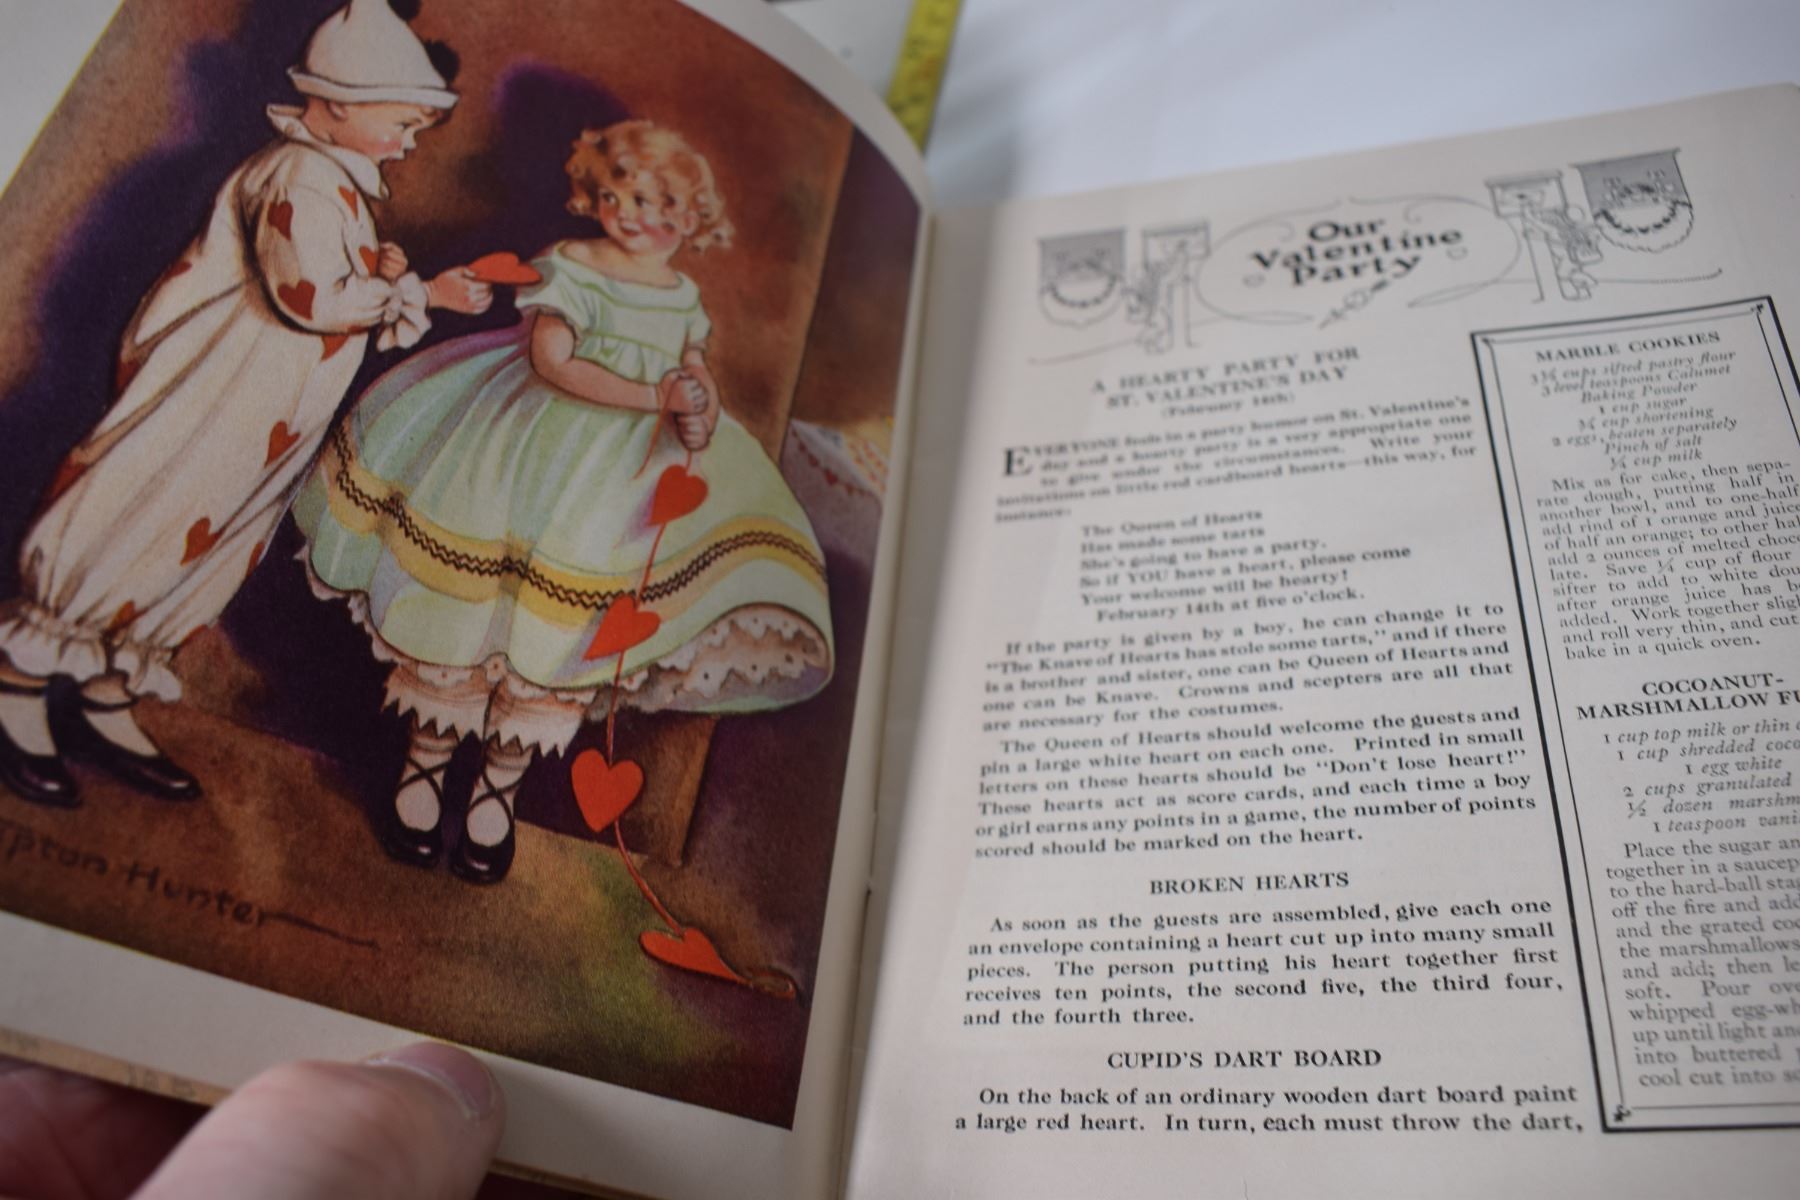 pton Hunter
Our
Valentine
Party
A HEARTY PARTY FOR
ST. VALENTINE'S DAY
(February 14th)
EVERYONE feels in a party humor on St. Valentine's
day and a hearty party is a very appropriate one
to give under the circumstances. Write your
invitations on little red cardboard hearts—this way, for
instance:
The Queen of Hearts
Has made some tarts
She's going to have a party.
So if YOU have a heart, please come
Your welcome will be hearty!
February 14th at five o'clock.
If the party is given by a boy, he can change it to
"The Knave of Hearts has stole some tarts," and if there
is a brother and sister, one can be Queen of Hearts and
one can be Knave. Crowns and scepters are all that
are necessary for the costumes.
The Queen of Hearts should welcome the guests and
pin a large white heart on each one. Printed in small
letters on these hearts should be "Don't lose heart!"
These hearts act as score cards, and each time a boy
or girl earns any points in a game, the number of points
scored should be marked on the heart.
BROKEN HEARTS
As soon as the guests are assembled, give each one
an envelope containing a heart cut up into many small
pieces. The person putting his heart together first
receives ten points, the second five, the third four,
and the fourth three.
CUPID'S DART BOARD
On the back of an ordinary wooden dart board paint
a large red heart. In turn, each must throw the dart,
MARBLE COOKIES
cups sifted pastry flour
3 level teaspoons Calumet
Baking Powder
1 cup sugar
cup shortening
2 eggs, beaten separately
Pinch of salt
¼ cup milk
Mix as for cake, then sepa-
rate dough, putting half in
another bowl, and to one-half
add rind of 1 orange and juice
of half an orange; to other hal
add 2 ounces of melted choco
late. Save ¼ cup of flour
sifter to add to white dou
after orange juice has be
added. Work together sligh
and roll very thin, and cut
bake in a quick oven.
COCOANUT-
MARSHMALLOW FU
1 cup top milk or thin c
1 cup shredded coco
1 egg white
2 cups granulated
½ dozen marshm
1 teaspoon vani
Place the sugar an
together in a saucep
to the hard-ball stag
off the fire and add
and the grated coc
the marshmallows
and add; then le
soft. Pour ove
whipped egg-wh
up until light and
into buttered p
cool cut into sq